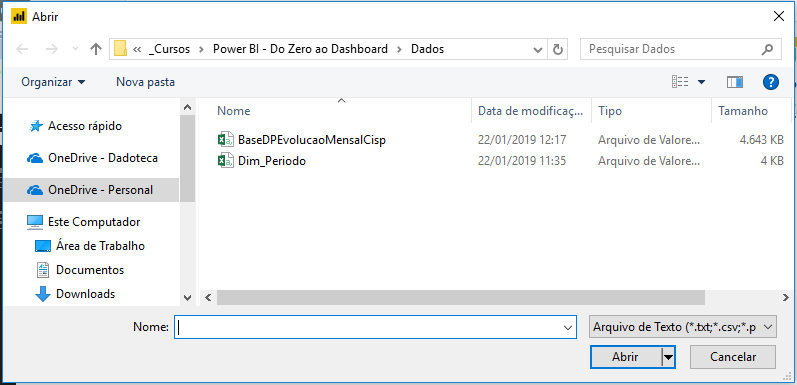 Abrir
« _Cursos > Power BI - Do Zero ao Dashboard > Dados
Pesquisar Dados
Organizar Nova pasta
?
Nome Data de modificaç... Tipo Tamanho
Acesso rápido
OneDrive - Dadoteca
OneDrive - Personal
Este Computador
Área de Trabalho
Documentos
Downloads
BaseDPEvolucaoMensalCisp 22/01/2019 12:17 Arquivo de Valore... 4.643 KB
Dim_Periodo 22/01/2019 11:35 Arquivo de Valore... 4 KB
Nome: Arquivo de Texto (*.txt;*.csv;*.p
Abrir Cancelar